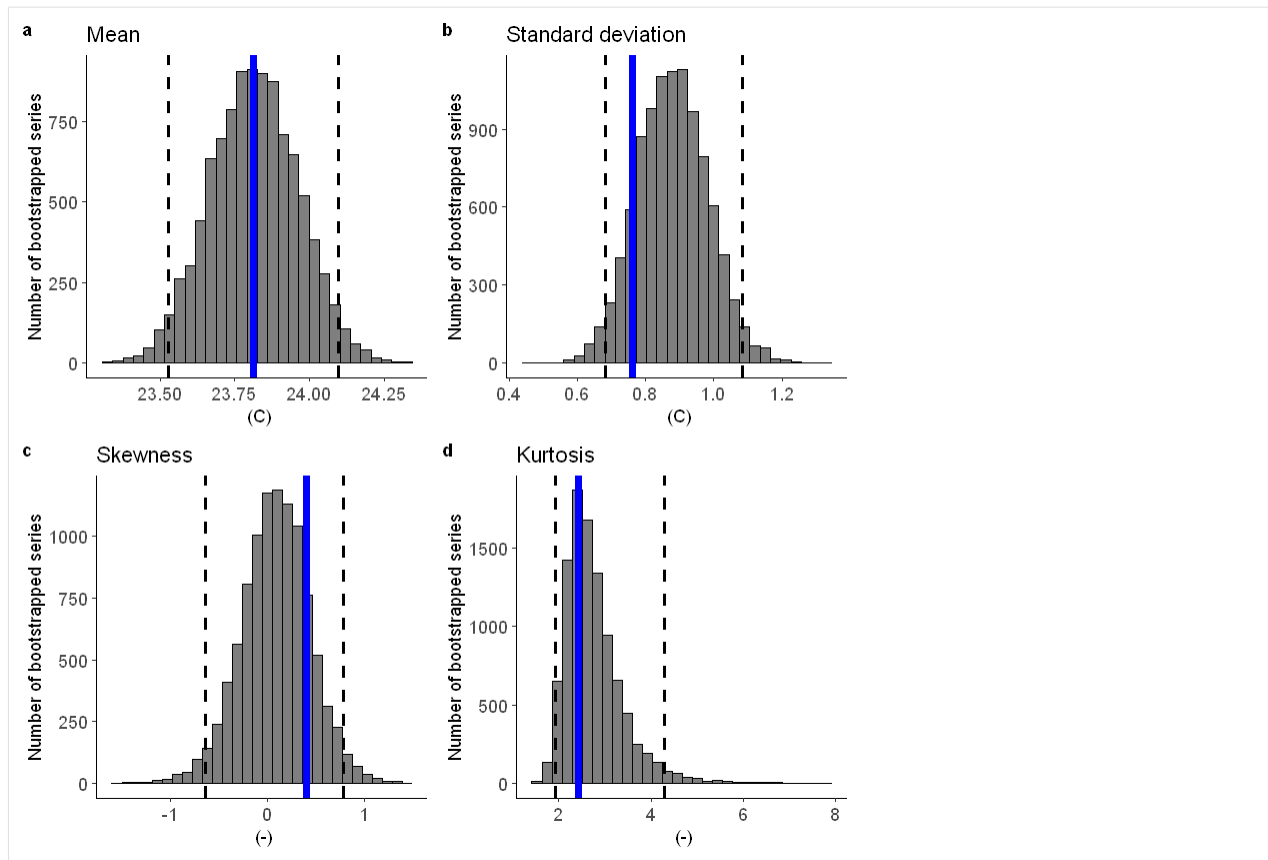 a
Mean
Number of bootstrapped series
750
500
250
0
23.50 23.75 24.00 24.25
(C)
b
Standard deviation
Number of bootstrapped series
900
600
300
0
0.4 0.6 0.8 1.0 1.2
(C)
c
Skewness
Number of bootstrapped series
1000
750
500
250
0
-1 0 1
(-)
d
Kurtosis
Number of bootstrapped series
1500
1000
500
0
2 4 6 8
(-)